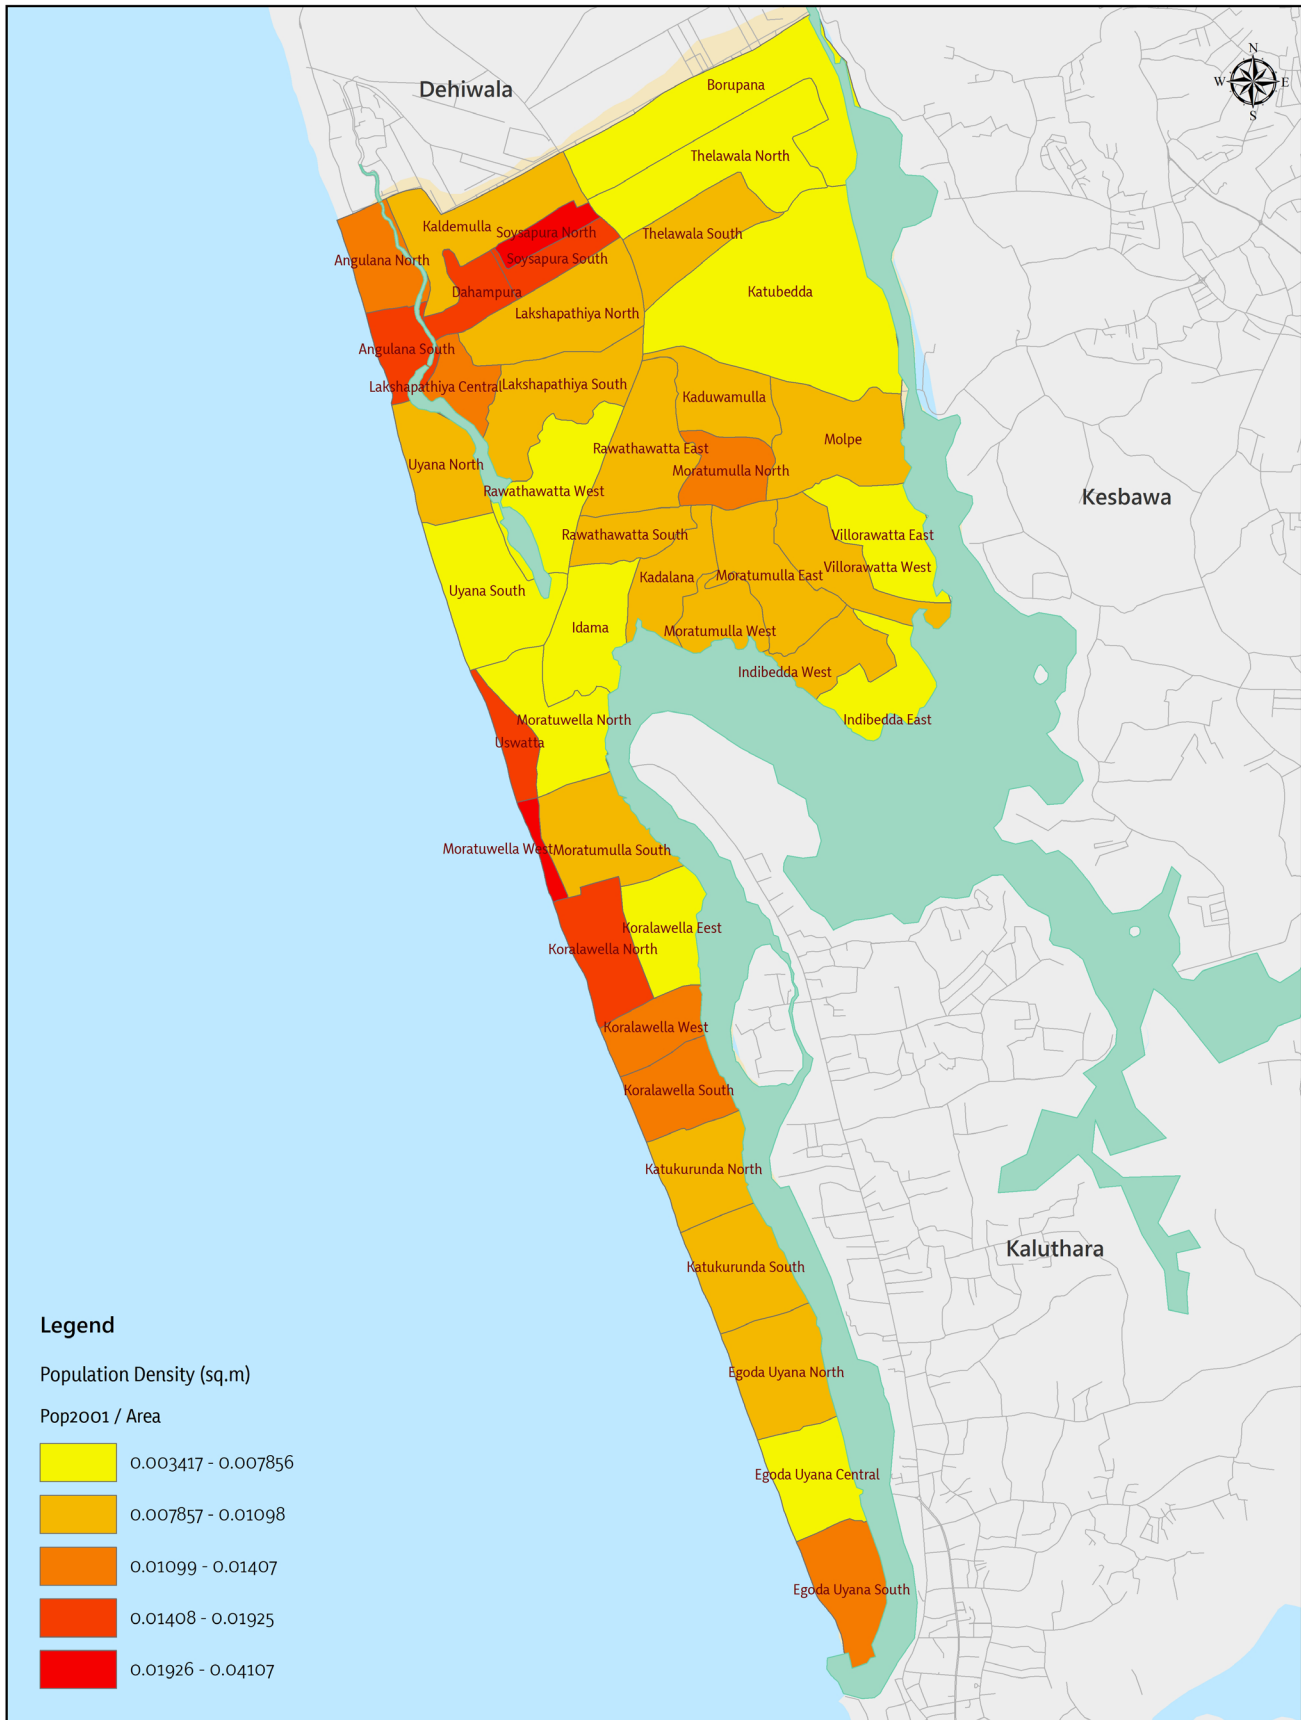 N
W E
S
Dehiwala
Borupana
Thelawala North
Kaldemulla
Soysapura North
Thelawala South
Angulana North
Soysapura South
Dahampura
Katubedda
Lakshapathiya North
Angulana South
Lakshapathiya Central
Lakshapathiya South
Kaduwamulla
Molpe
Rawathawatta East
Uyana North
Moratumulla North
Rawathawatta West
Kesbawa
Rawathawatta South
Villorawatta East
Villorawatta West
Kadalana
Moratumulla East
Uyana South
Idama
Moratumulla West
Indibedda West
Moratuwella North
Indibedda East
Uswatta
Moratuwella West
Moratumulla South
Koralawella Eest
Koralawella North
Koralawella West
Koralawella South
Katukurunda North
Kaluthara
Katukurunda South
Egoda Uyana North
Egoda Uyana Central
Egoda Uyana South
Legend
Population Density (sq.m)
Pop2001 / Area
0.003417 - 0.007856
0.007857 - 0.01098
0.01099 - 0.01407
0.01408 - 0.01925
0.01926 - 0.04107